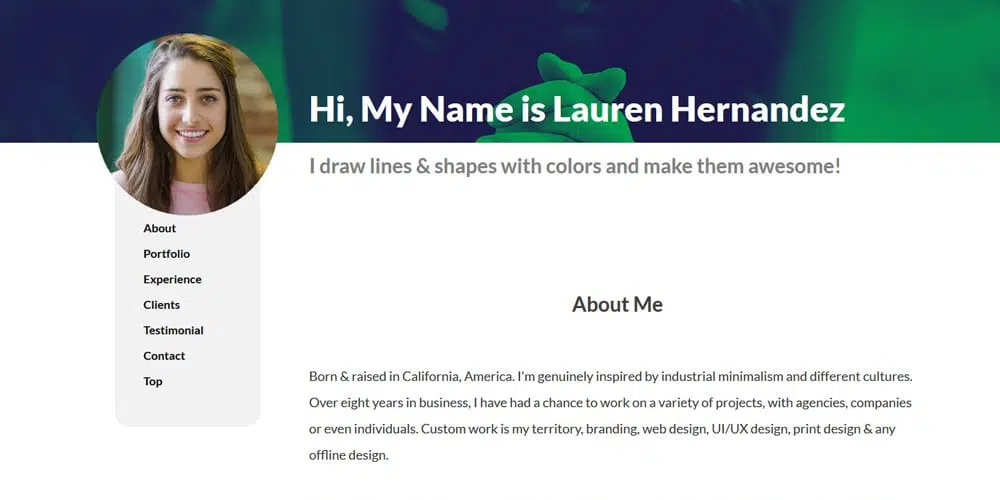 Hi, My Name is Lauren Hernandez
I draw lines & shapes with colors and make them awesome!
About
Portfolio
Experience
Clients
Testimonial
Contact
Top
About Me
Born & raised in California, America. I'm genuinely inspired by industrial minimalism and different cultures.
Over eight years in business, I have had a chance to work on a variety of projects, with agencies, companies
or even individuals. Custom work is my territory, branding, web design, UI/UX design, print design & any
offline design.